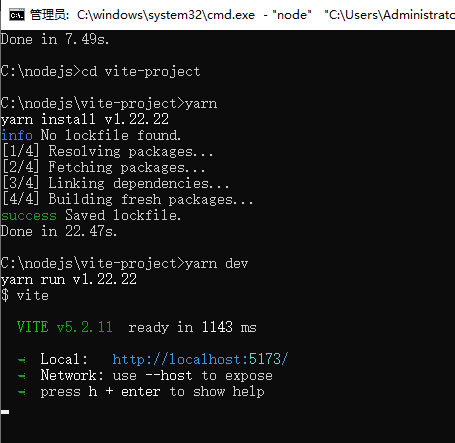 管理员: C:\windows\system32\cmd.exe - "node" "C:\Users\Administrato
Done in 7.49s.
C:\nodejs>cd vite-project
C:\nodejs\vite-project>yarn
yarn install v1.22.22
info No lockfile found.
[1/4] Resolving packages...
[2/4] Fetching packages...
[3/4] Linking dependencies...
[4/4] Building fresh packages...
success Saved lockfile.
Done in 22.47s.
C:\nodejs\vite-project>yarn dev
yarn run v1.22.22
$ vite
VITE v5.2.11 ready in 1143 ms
Local: http://localhost:5173/
Network: use --host to expose
press h + enter to show help